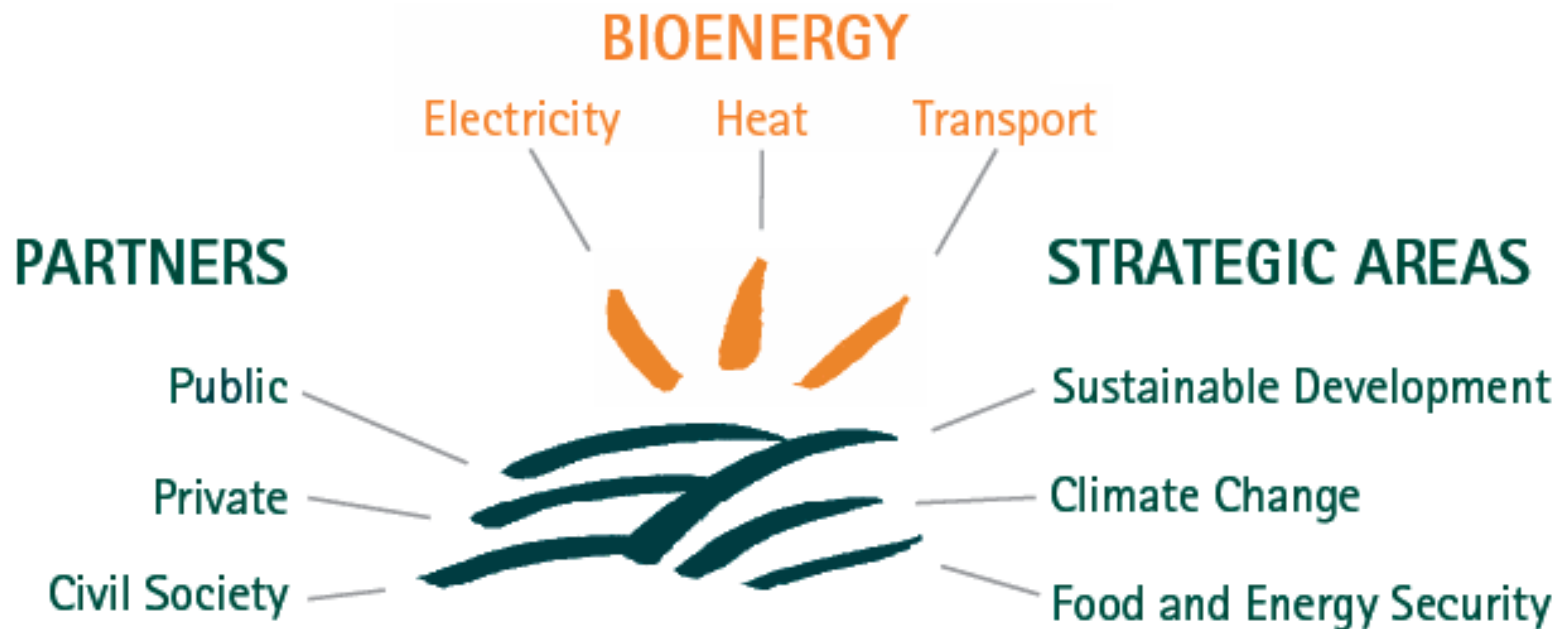 BIOENERGY
Electricity Heat Transport
PARTNERS
Public
Private
Civil Society
STRATEGIC AREAS
Sustainable Development
Climate Change
Food and Energy Security